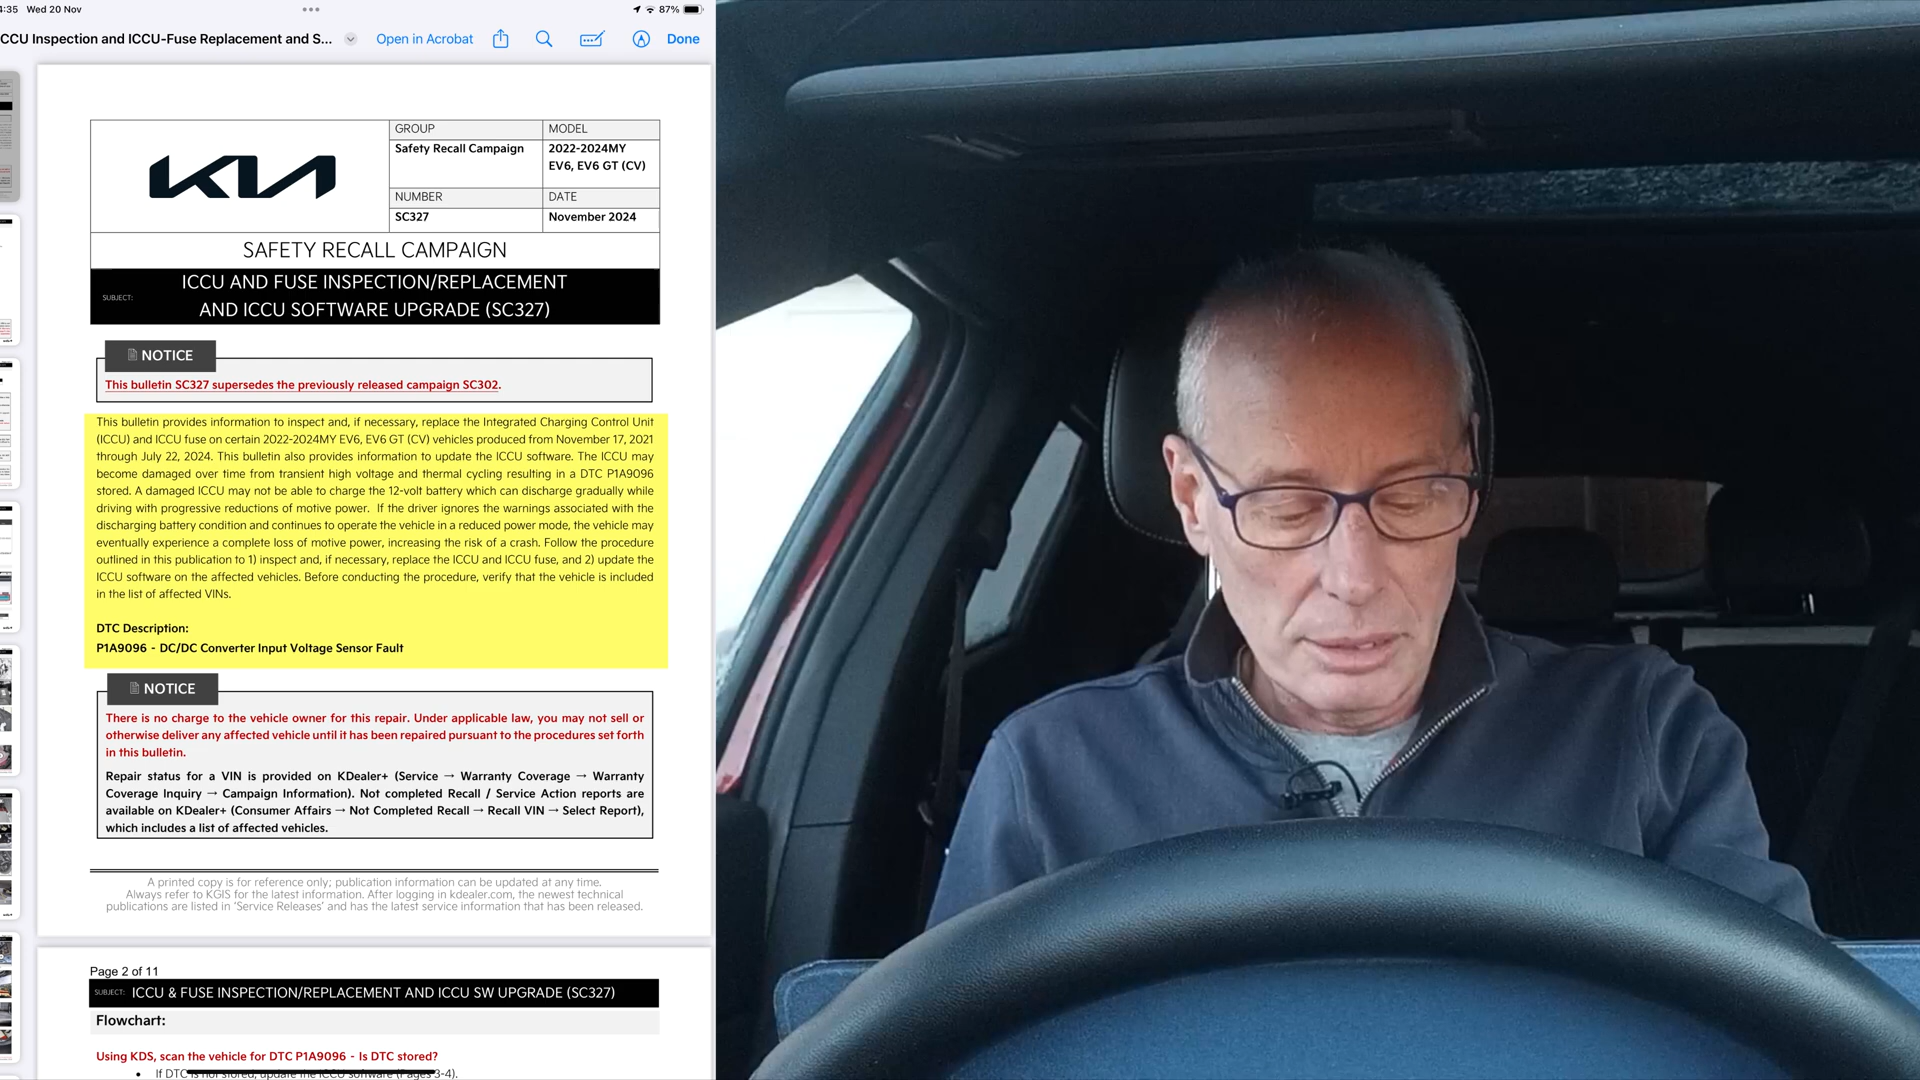 4:35 Wed 20 Nov
87%
CCU Inspection and ICCU-Fuse Replacement and S...
Open in Acrobat
Done
KIA
GROUP
MODEL
Safety Recall Campaign
2022-2024MY
EV6, EV6 GT (CV)
NUMBER
DATE
SC327
November 2024
SAFETY RECALL CAMPAIGN
SUBJECT:
ICCU AND FUSE INSPECTION/REPLACEMENT
AND ICCU SOFTWARE UPGRADE (SC327)
NOTICE
This bulletin SC327 supersedes the previously released campaign SC302.
This bulletin provides information to inspect and, if necessary, replace the Integrated Charging Control Unit
(ICCU) and ICCU fuse on certain 2022-2024MY EV6, EV6 GT (CV) vehicles produced from November 17, 2021
through July 22, 2024. This bulletin also provides information to update the ICCU software. The ICCU may
become damaged over time from transient high voltage and thermal cycling resulting in a DTC P1A9096
stored. A damaged ICCU may not be able to charge the 12-volt battery which can discharge gradually while
driving with progressive reductions of motive power. If the driver ignores the warnings associated with the
discharging battery condition and continues to operate the vehicle in a reduced power mode, the vehicle may
eventually experience a complete loss of motive power, increasing the risk of a crash. Follow the procedure
outlined in this publication to 1) inspect and, if necessary, replace the ICCU and ICCU fuse, and 2) update the
ICCU software on the affected vehicles. Before conducting the procedure, verify that the vehicle is included
in the list of affected VINs.
DTC Description:
P1A9096 - DC/DC Converter Input Voltage Sensor Fault
NOTICE
There is no charge to the vehicle owner for this repair. Under applicable law, you may not sell or
otherwise deliver any affected vehicle until it has been repaired pursuant to the procedures set forth
in this bulletin.
Repair status for a VIN is provided on KDealer+ (Service → Warranty Coverage → Warranty
Coverage Inquiry → Campaign Information). Not completed Recall / Service Action reports are
available on KDealer+ (Consumer Affairs → Not Completed Recall → Recall VIN → Select Report),
which includes a list of affected vehicles.
A printed copy is for reference only; publication information can be updated at any time.
Always refer to KGIS for the latest information. After logging in kdealer.com, the newest technical
publications are listed in 'Service Releases' and has the latest service information that has been released.
Page 2 of 11
SUBJECT: ICCU & FUSE INSPECTION/REPLACEMENT AND ICCU SW UPGRADE (SC327)
Flowchart:
Using KDS, scan the vehicle for DTC P1A9096 - Is DTC stored?
• If DTC is not stored, update the ICCU software (Pages 3-4).